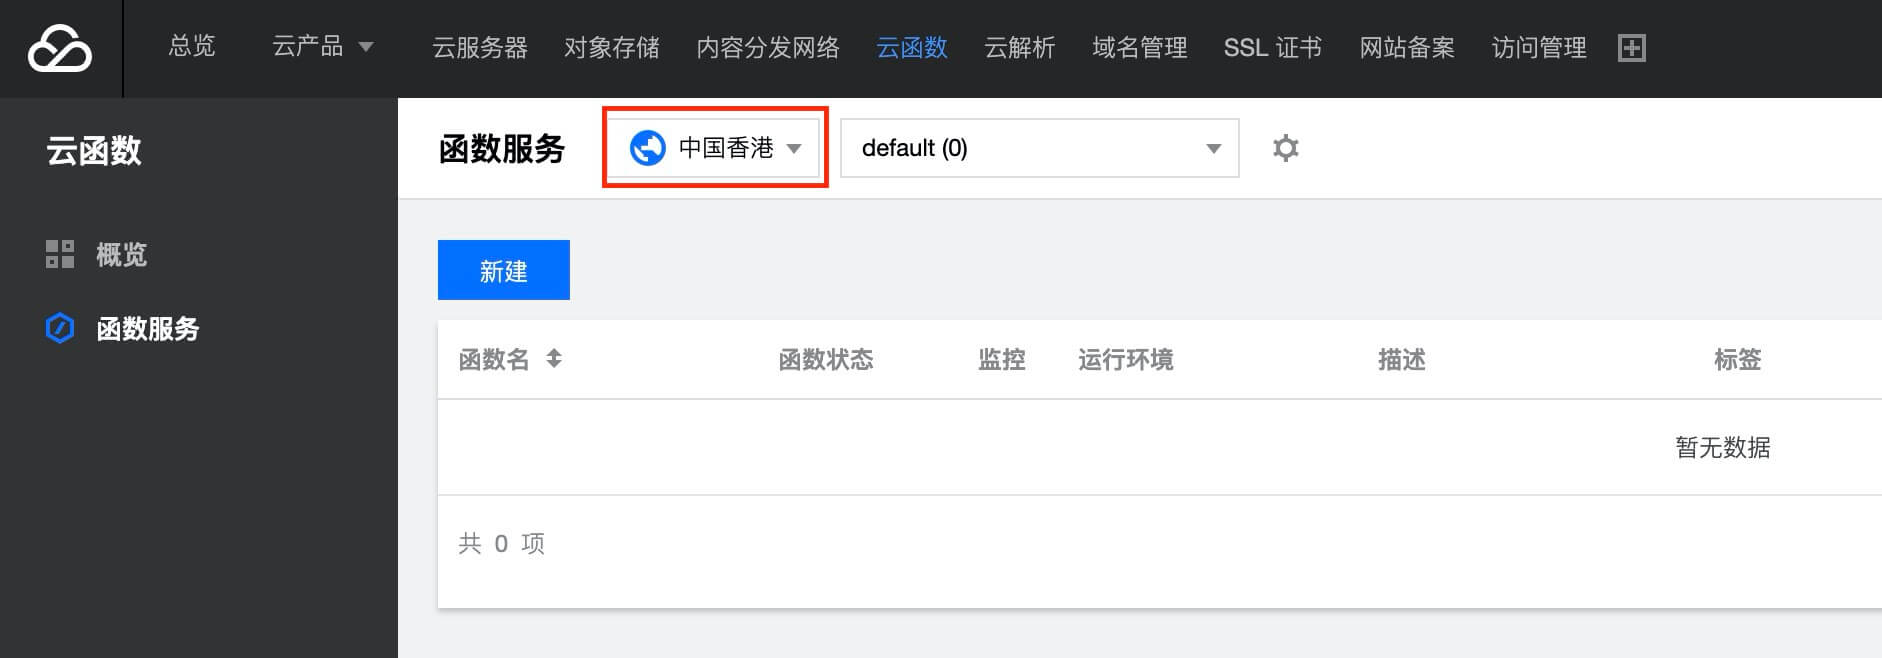 总览 云产品 云服务器 对象存储 内容分发网络 云函数 云解析 域名管理 SSL 证书 网站备案 访问管理
云函数
函数服务 中国香港 default (0)
概览
新建
函数服务
函数名 函数状态 监控 运行环境 描述 标签
暂无数据
共 0 项